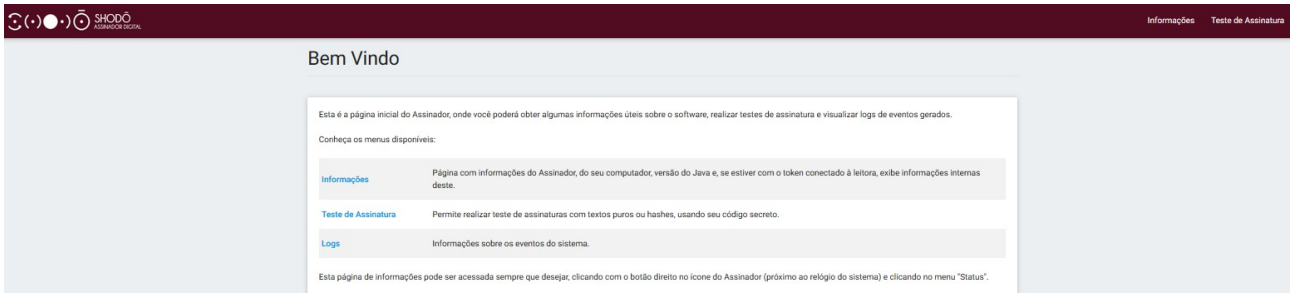 SHODŌ
ASSINADOR DIGITAL
Informações Teste de Assinatura
Bem Vindo
Esta é a página inicial do Assinador, onde você poderá obter algumas informações úteis sobre o software, realizar testes de assinatura e visualizar logs de eventos gerados.
Conheça os menus disponíveis:
Informações Página com informações do Assinador, do seu computador, versão do Java e, se estiver com o token conectado à leitora, exibe informações internas
deste.
Teste de Assinatura Permite realizar teste de assinaturas com textos puros ou hashes, usando seu código secreto.
Logs Informações sobre os eventos do sistema.
Esta página de informações pode ser acessada sempre que desejar, clicando com o botão direito no ícone do Assinador (próximo ao relógio do sistema) e clicando no menu "Status".